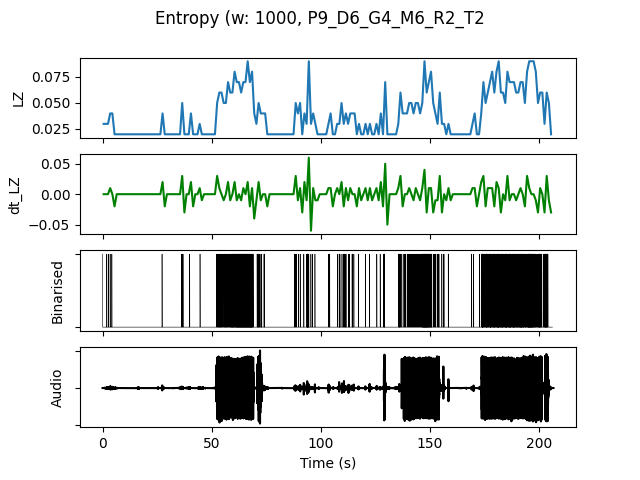 Entropy (w: 1000, P9_D6_G4_M6_R2_T2
LZ
0.075
0.050
0.025
dt_LZ
0.05
0.00
−0.05
Binarised
Audio
0
50
100
150
200
Time (s)